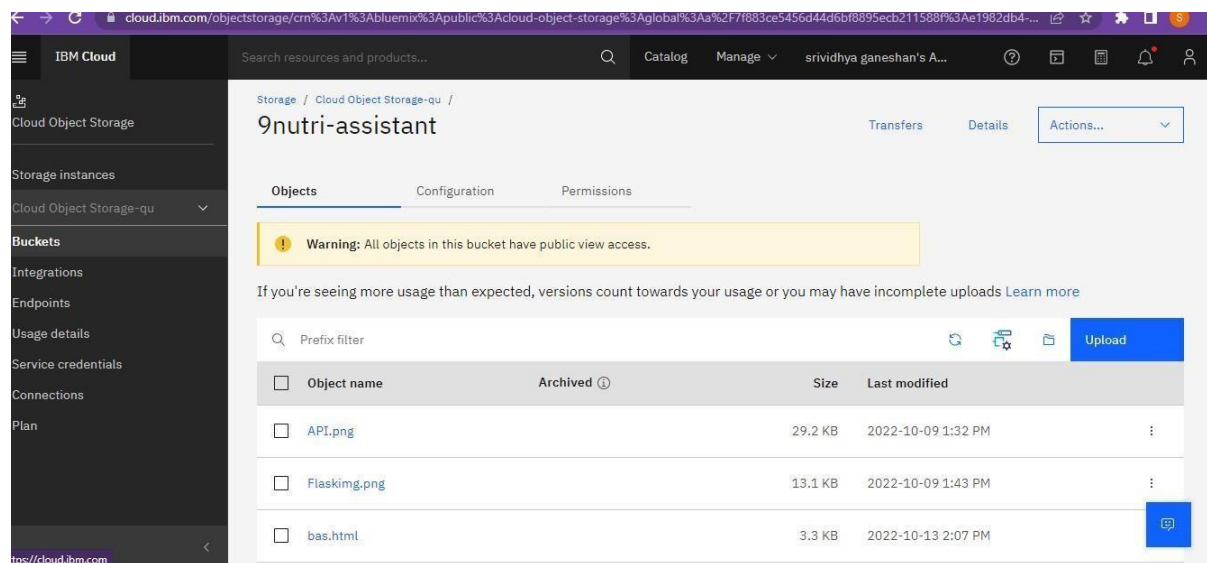 cloud.ibm.com/objectstorage/crn%3Av1%3Abluemix%3Apublic%3Acloud-object-storage%3Aglobal%3Aa%2F7f883ce5456d44d6bf8895ecb211588f%3Ae1982db4-...
S
IBM Cloud
Search resources and products...
Catalog
Manage
srividhya ganeshan's A...
Cloud Object Storage
Storage instances
Cloud Object Storage-qu
Buckets
Integrations
Endpoints
Usage details
Service credentials
Connections
Plan
tps://cloud.ibm.com
Storage / Cloud Object Storage-qu /
9nutri-assistant
Transfers
Details
Actions...
Objects
Configuration
Permissions
Warning: All objects in this bucket have public view access.
If you're seeing more usage than expected, versions count towards your usage or you may have incomplete uploads Learn more
Prefix filter
Upload
Object name Archived Size Last modified
API.png 29.2 KB 2022-10-09 1:32 PM
Flaskimg.png 13.1 KB 2022-10-09 1:43 PM
bas.html 3.3 KB 2022-10-13 2:07 PM